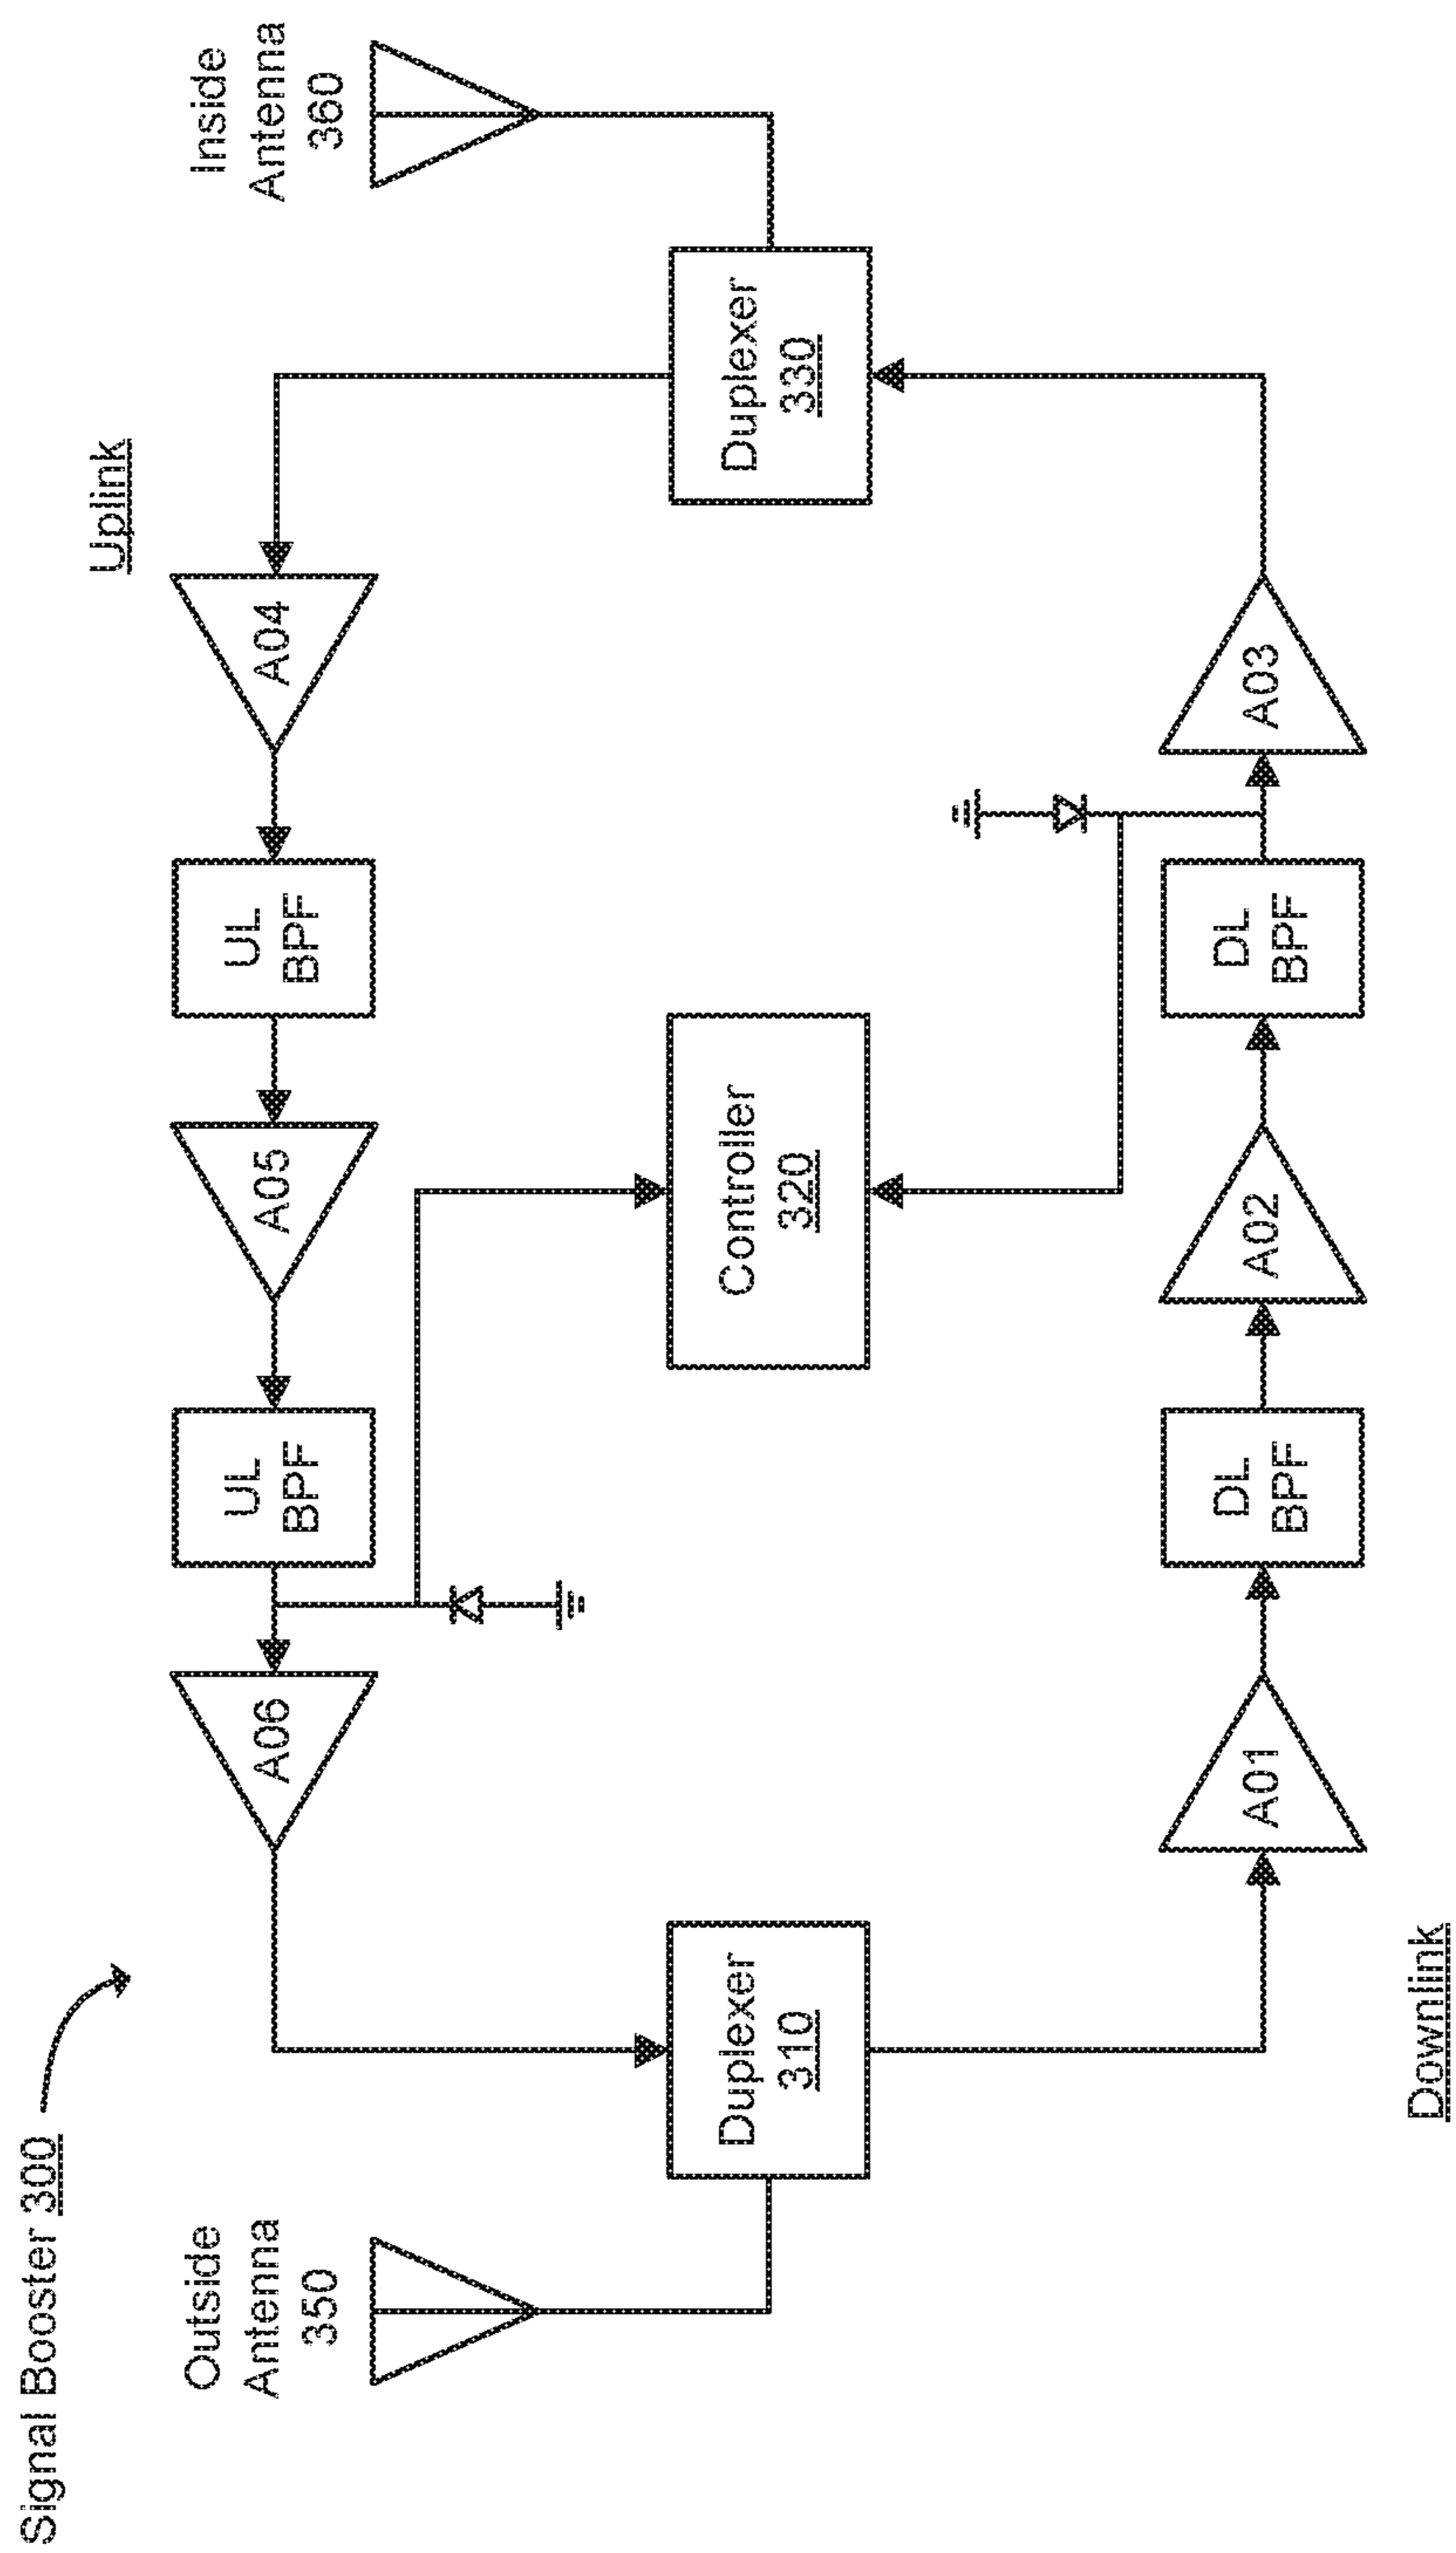 Signal Booster 300
Uplink
Outside
Antenna
350
Inside
Antenna
360
A06
UL
BPF
A05
UL
BPF
A04
Duplexer
310
Controller
320
Duplexer
330
A01
DL
BPF
A02
DL
BPF
A03
Downlink